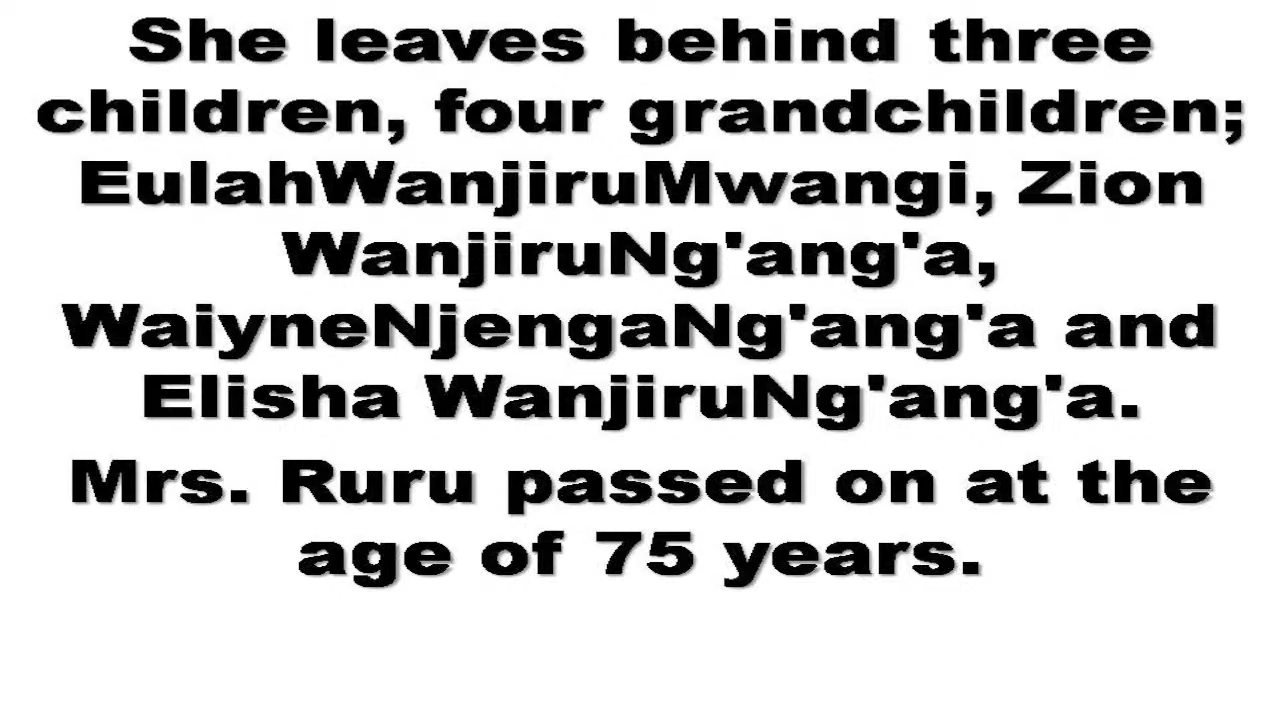 She leaves behind three
children, four grandchildren;
EulahWanjiruMwangi, Zion
WanjiruNg'ang'a,
WaiyneNjengaNg'ang'a and
Elisha WanjiruNg'ang'a.
Mrs. Ruru passed on at the
age of 75 years.